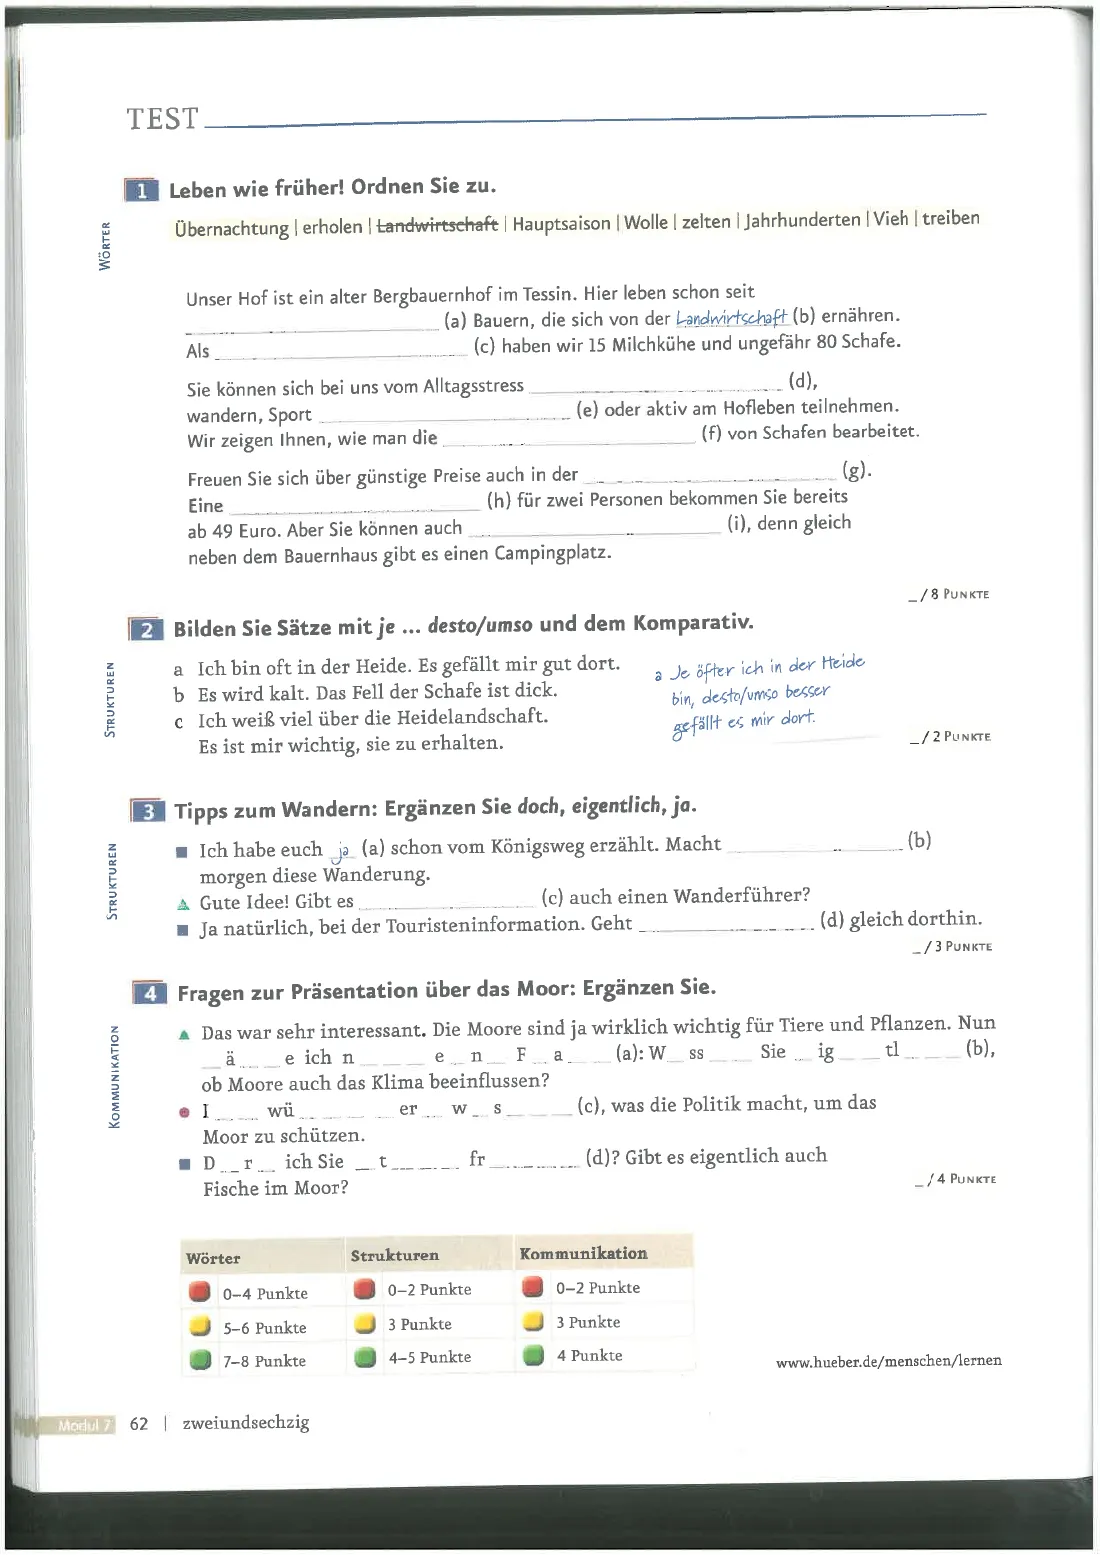 TEST
1 Leben wie früher! Ordnen Sie zu.
WÖRTER
Übernachtung | erholen | Landwirtschaft | Hauptsaison | Wolle | zelten | Jahrhunderten | Vieh | treiben
Unser Hof ist ein alter Bergbauernhof im Tessin. Hier leben schon seit
____ (a) Bauern, die sich von der Landwirtschaft (b) ernähren.
Als ____ (c) haben wir 15 Milchkühe und ungefähr 80 Schafe.
Sie können sich bei uns vom Alltagsstress ____ (d),
wandern, Sport ____ (e) oder aktiv am Hofleben teilnehmen.
Wir zeigen Ihnen, wie man die ____ (f) von Schafen bearbeitet.
Freuen Sie sich über günstige Preise auch in der ____ (g).
Eine ____ (h) für zwei Personen bekommen Sie bereits
ab 49 Euro. Aber Sie können auch ____ (i), denn gleich
neben dem Bauernhaus gibt es einen Campingplatz.
_ / 8 PUNKTE
2 Bilden Sie Sätze mit je ... desto/umso und dem Komparativ.
STRUKTUREN
a Ich bin oft in der Heide. Es gefällt mir gut dort.
b Es wird kalt. Das Fell der Schafe ist dick.
c Ich weiß viel über die Heidelandschaft.
Es ist mir wichtig, sie zu erhalten.
a Je öfter ich in der Heide
bin, desto/umso besser
gefällt es mir dort.
_ / 2 PUNKTE
3 Tipps zum Wandern: Ergänzen Sie doch, eigentlich, ja.
STRUKTUREN
Ich habe euch ja (a) schon vom Königsweg erzählt. Macht ____ (b)
morgen diese Wanderung.
Gute Idee! Gibt es ____ (c) auch einen Wanderführer?
Ja natürlich, bei der Touristeninformation. Geht ____ (d) gleich dorthin.
_ / 3 PUNKTE
4 Fragen zur Präsentation über das Moor: Ergänzen Sie.
KOMMUNIKATION
Das war sehr interessant. Die Moore sind ja wirklich wichtig für Tiere und Pflanzen. Nun
_ ä _ _ e ich n _ _ _ e _ n _ F _ a _ _ (a): W _ ss _ _ Sie _ ig _ _ tl _ _ _ (b),
ob Moore auch das Klima beeinflussen?
I _ _ wü _ _ _ er _ w _ s _ _ _ (c), was die Politik macht, um das
Moor zu schützen.
D _ r _ ich Sie _ t _ _ _ fr _ _ _ _ (d)? Gibt es eigentlich auch
Fische im Moor?
_ / 4 PUNKTE
Wörter Strukturen Kommunikation
0–4 Punkte 0–2 Punkte 0–2 Punkte
5–6 Punkte 3 Punkte 3 Punkte
7–8 Punkte 4–5 Punkte 4 Punkte
www.hueber.de/menschen/lernen
Modul 7 62 | zweiundsechzig